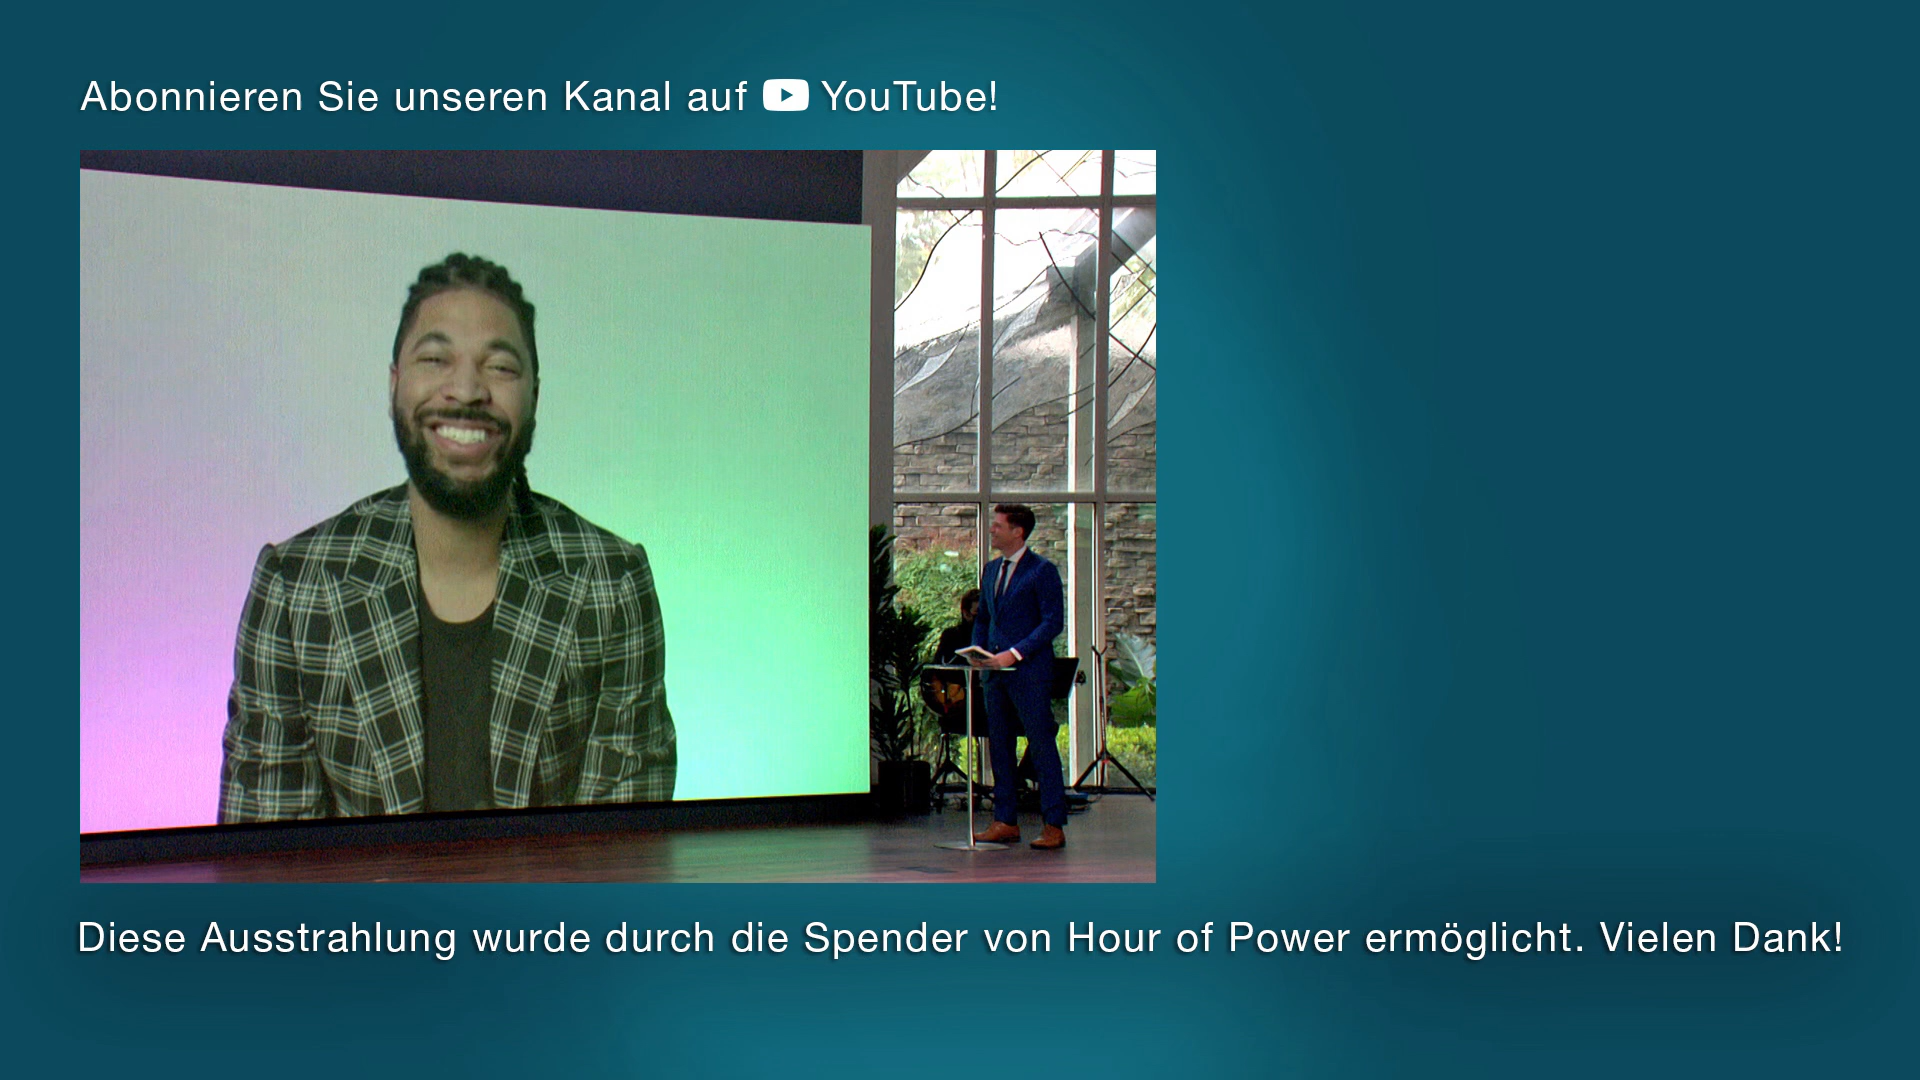 Abonnieren Sie unseren Kanal auf YouTube!
Diese Ausstrahlung wurde durch die Spender von Hour of Power ermöglicht. Vielen Dank!